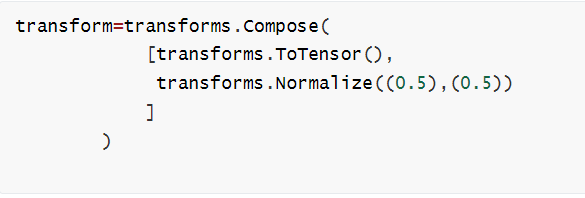 transform=transforms.Compose(
[transforms.ToTensor(),
transforms.Normalize((0.5),(0.5))
]
)